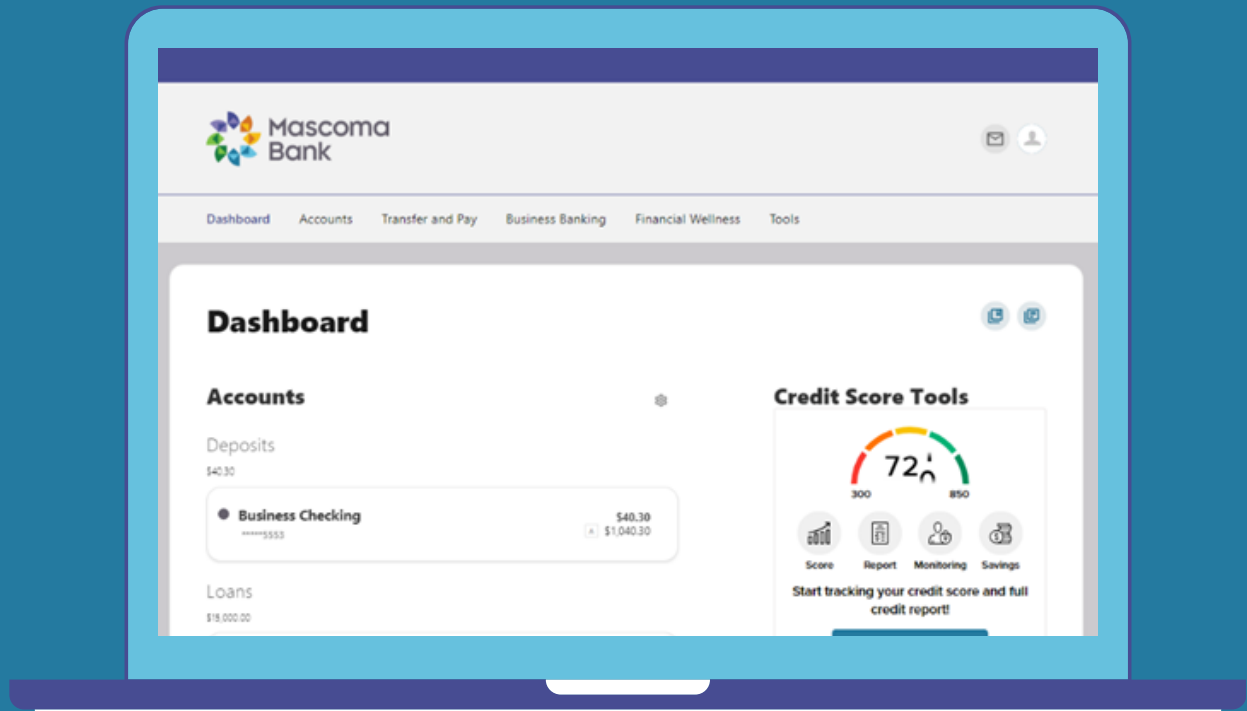 Mascoma
Bank
Dashboard Accounts Transfer and Pay Business Banking Financial Wellness Tools
Dashboard
Accounts
Deposits
$40.30
Business Checking
$40.30
*****5553
A $1,040.30
Loans
$15,000.00
Credit Score Tools
300
850
Score Report Monitoring Savings
Start tracking your credit score and full
credit report!